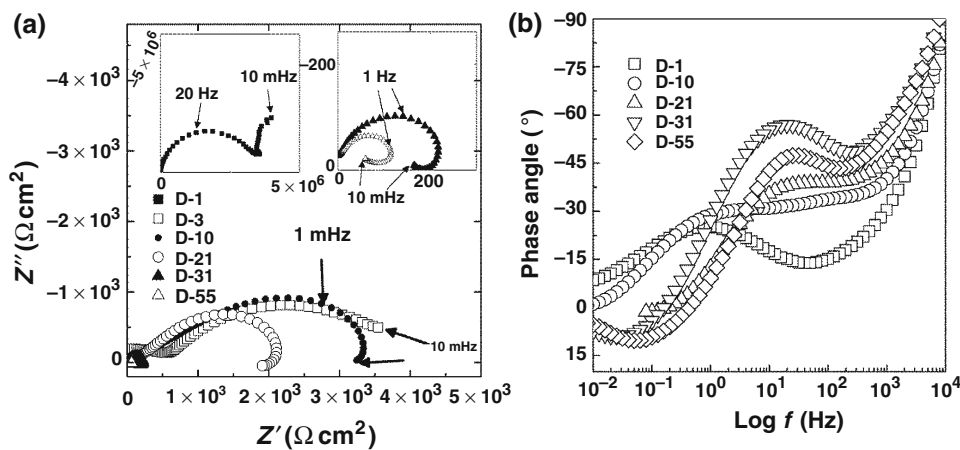 (a)
-4 × 10³
-3 × 10³
-2 × 10³
-1 × 10³
0
Z″(Ω cm²)
-5 × 10⁶
20 Hz
10 mHz
0
0
5 × 10⁶
-200
1 Hz
0
10 mHz
0
200
D-1
D-3
D-10
D-21
D-31
D-55
1 mHz
10 mHz
0
1 × 10³
2 × 10³
3 × 10³
4 × 10³
5 × 10³
Z′(Ω cm²)
(b)
-90
-75
-60
-45
-30
-15
0
15
Phase angle (°)
D-1
D-10
D-21
D-31
D-55
10⁻²
10⁻¹
10⁰
10¹
10²
10³
10⁴
Log f (Hz)